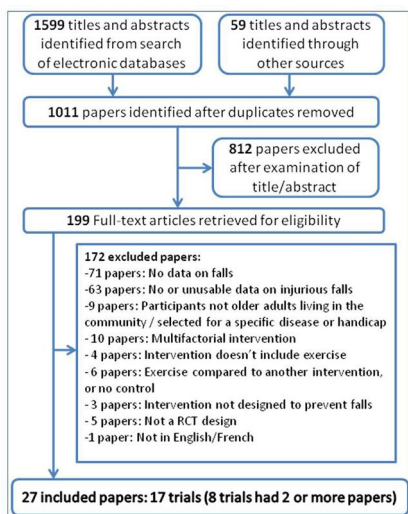 1599 titles and abstracts
identified from search
of electronic databases
59 titles and abstracts
identified through
other sources
1011 papers identified after duplicates removed
812 papers excluded
after examination of
title/abstract
199 Full-text articles retrieved for eligibility
172 excluded papers:
-71 papers: No data on falls
-63 papers: No or unusable data on injurious falls
-9 papers: Participants not older adults living in the
community / selected for a specific disease or handicap
- 10 papers: Multifactorial intervention
- 4 papers: Intervention doesn't include exercise
- 6 papers: Exercise compared to another intervention,
or no control
-3 papers: Intervention not designed to prevent falls
- 5 papers: Not a RCT design
-1 paper: Not in English/French
27 included papers: 17 trials (8 trials had 2 or more papers)